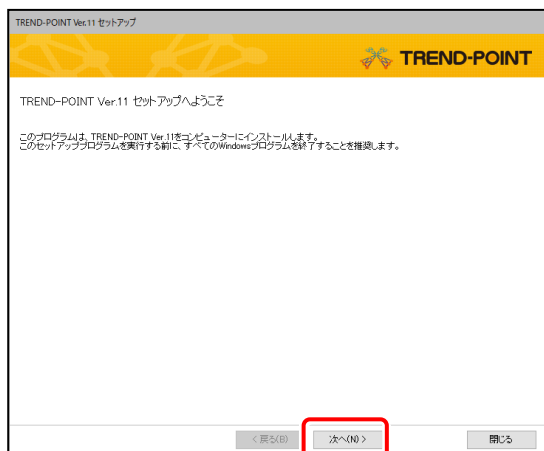 TREND-POINT Ver.11 セットアップ
TREND-POINT
TREND-POINT Ver.11 セットアップへようこそ
このプログラムは、TREND-POINT Ver.11をコンピューターにインストールします。
このセットアッププログラムを実行する前に、すべてのWindowsプログラムを終了することを推奨します。
< 戻る(B) 次へ(N) > 閉じる